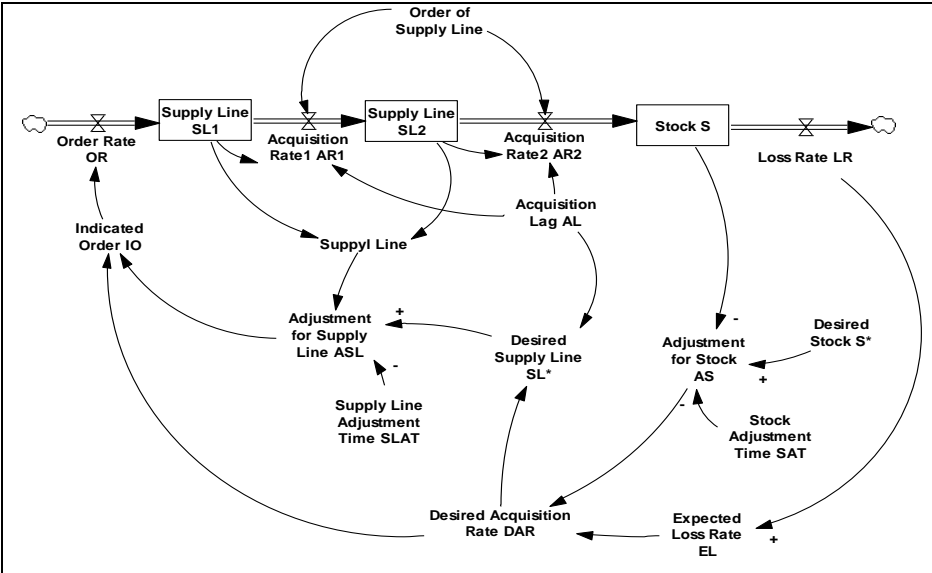 Order of
Supply Line
Supply Line
SL1
Supply Line
SL2
Stock S
Order Rate
OR
Acquisition
Rate1 AR1
Acquisition
Rate2 AR2
Loss Rate LR
Acquisition
Lag AL
Indicated
Order IO
Suppyl Line
+
-
Adjustment
for Supply
Line ASL
Desired
Supply Line
SL*
Adjustment
for Stock
AS
Desired
Stock S*
-
+
-
Supply Line
Adjustment
Time SLAT
Stock
Adjustment
Time SAT
Desired Acquisition
Rate DAR
Expected
Loss Rate
EL
+